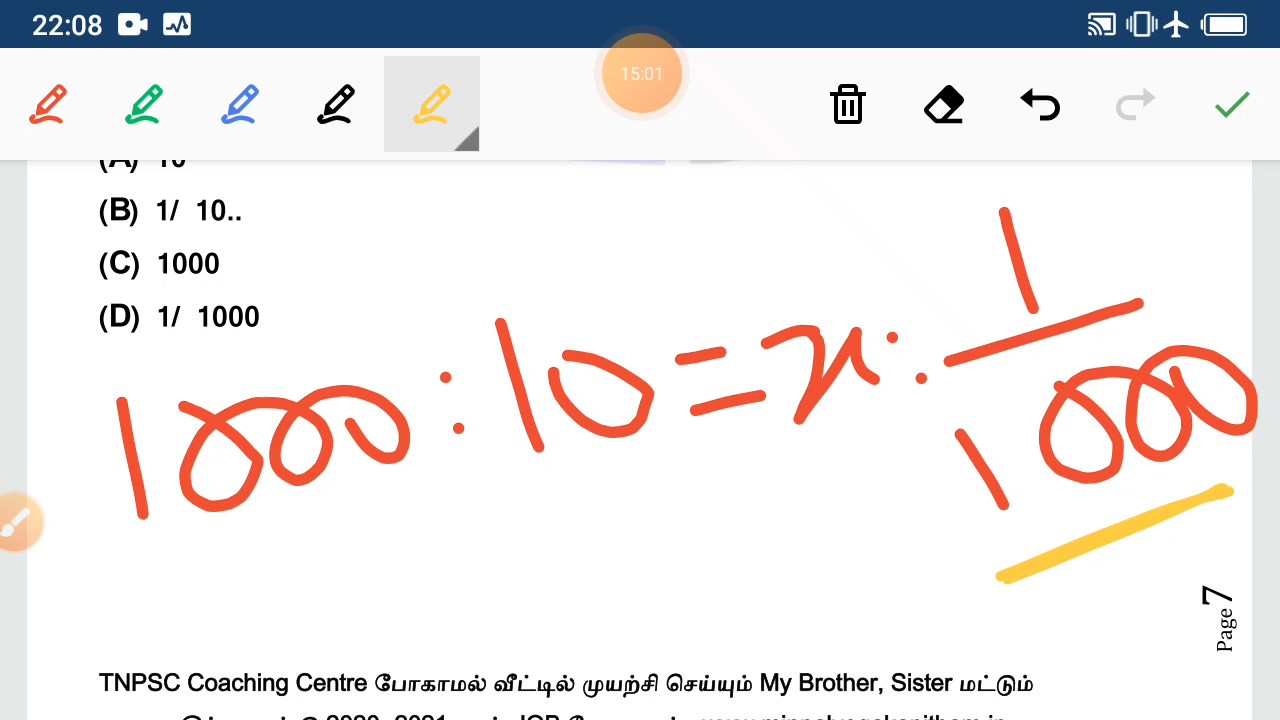 22:08
15:01
(A) 10
(B) 1/ 10..
(C) 1000
(D) 1/ 1000
1000 : 10 = x : 1/1000
Page 7
TNPSC Coaching Centre போகாமல் வீட்டில் முயற்சி செய்யும் My Brother, Sister மட்டும்